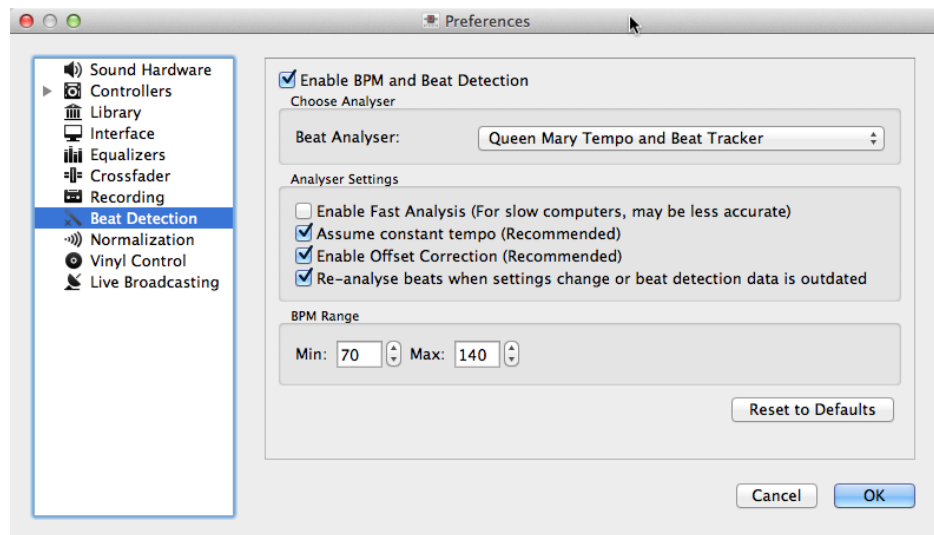 Preferences
Sound Hardware
Controllers
Library
Interface
Equalizers
Crossfader
Recording
Beat Detection
Normalization
Vinyl Control
Live Broadcasting
Enable BPM and Beat Detection
Choose Analyser
Beat Analyser: Queen Mary Tempo and Beat Tracker
Analyser Settings
Enable Fast Analysis (For slow computers, may be less accurate)
Assume constant tempo (Recommended)
Enable Offset Correction (Recommended)
Re-analyse beats when settings change or beat detection data is outdated
BPM Range
Min: 70 Max: 140
Reset to Defaults
Cancel OK